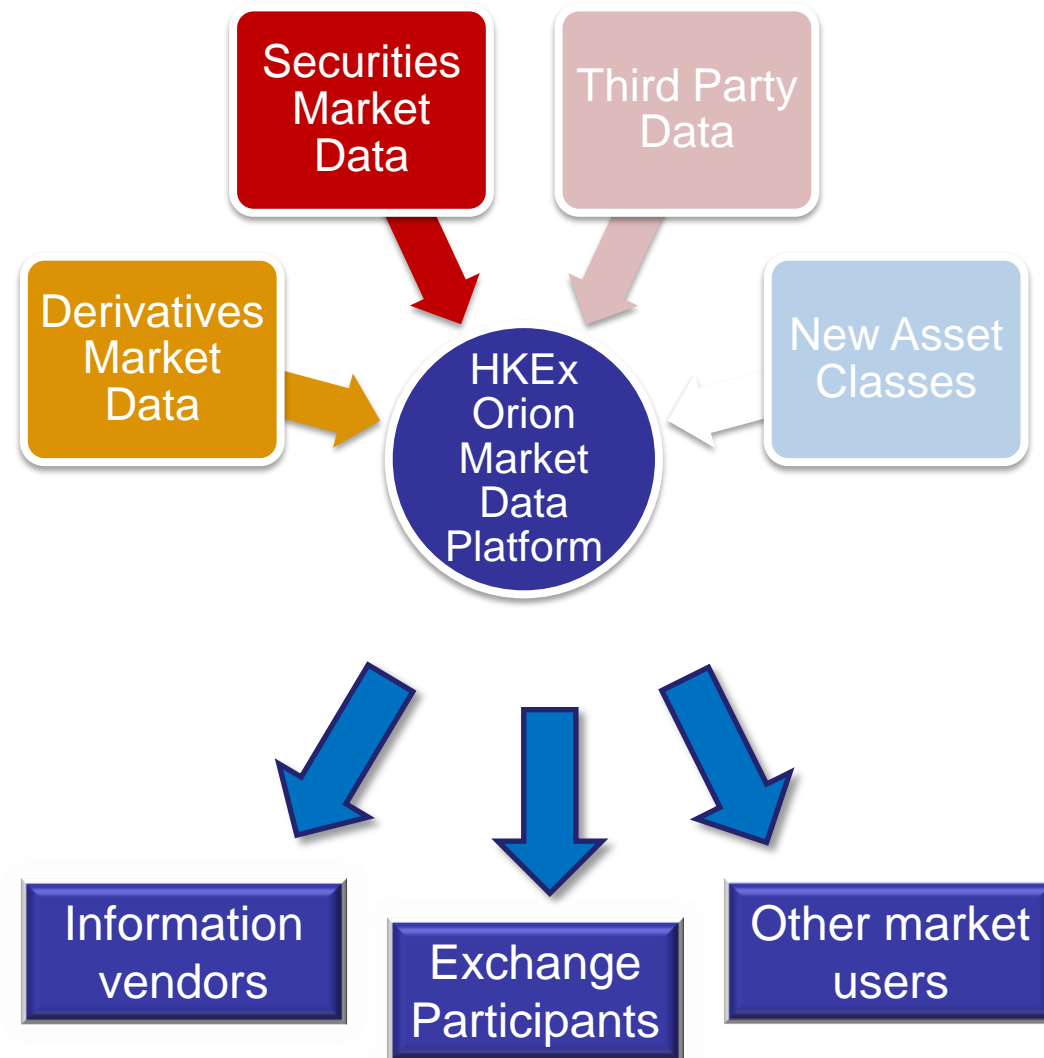 Securities
Market
Data
Third Party
Data
Derivatives
Market
Data
New Asset
Classes
HKEx
Orion
Market
Data
Platform
Information
vendors
Exchange
Participants
Other market
users